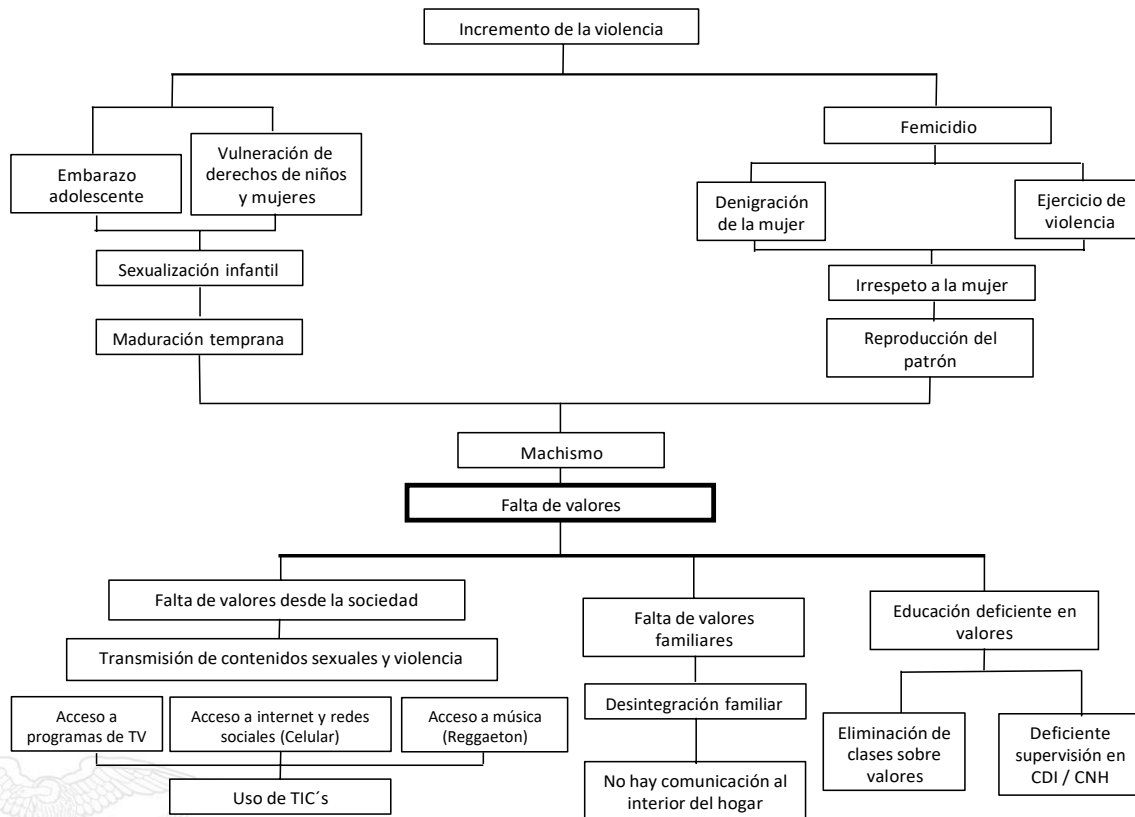 Incremento de la violencia
Embarazo
adolescente
Vulneración de
derechos de niños
y mujeres
Femicidio
Denigración
de la mujer
Ejercicio de
violencia
Sexualización infantil
Irrespeto a la mujer
Maduración temprana
Reproducción del
patrón
Machismo
Falta de valores
Falta de valores desde la sociedad
Falta de valores
familiares
Educación deficiente en
valores
Transmisión de contenidos sexuales y violencia
Acceso a
programas de TV
Acceso a internet y redes
sociales (Celular)
Acceso a música
(Reggaeton)
Desintegración familiar
Eliminación de
clases sobre
valores
Deficiente
supervisión en
CDI / CNH
Uso de TIC´s
No hay comunicación al
interior del hogar